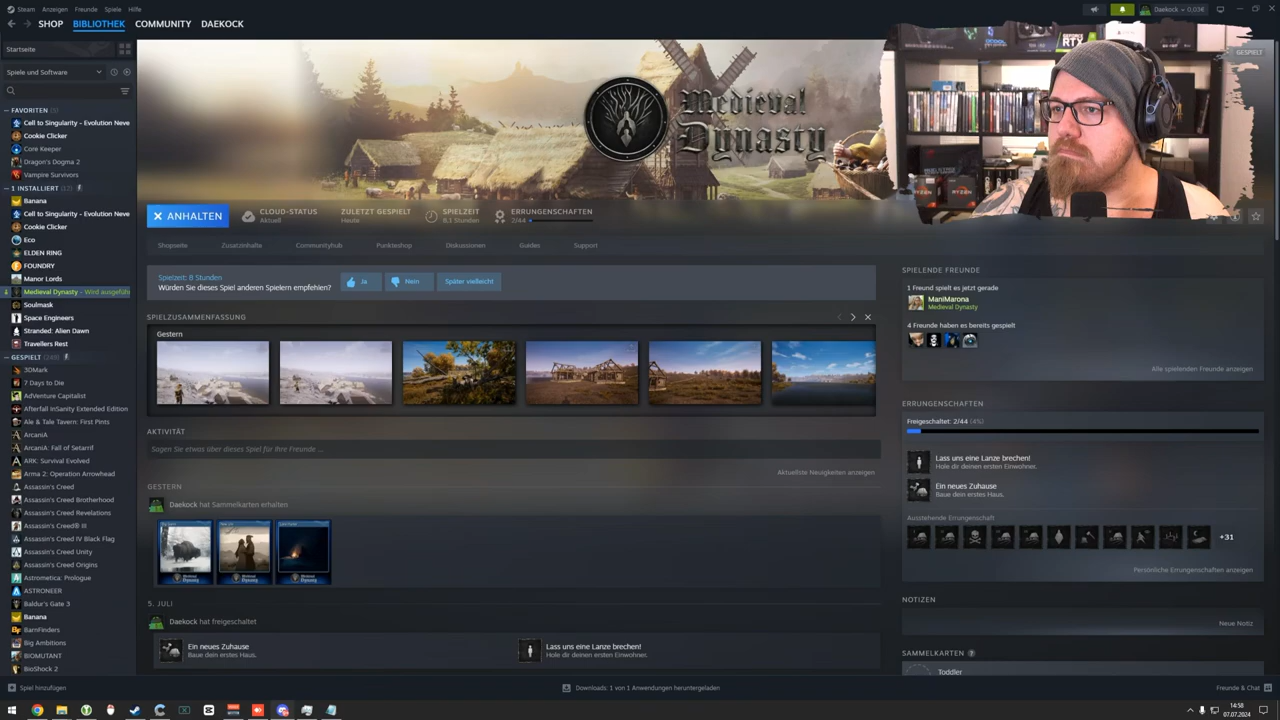 Steam Anzeigen Freunde Spiele Hilfe
Daekock
0,03€
SHOP BIBLIOTHEK COMMUNITY DAEKOCK
Startseite
Spiele und Software
FAVORITEN
Cell to Singularity - Evolution Neve
Cookie Clicker
Core Keeper
Dragon's Dogma 2
Vampire Survivors
1 INSTALLIERT (12)
Banana
Cell to Singularity - Evolution Neve
Cookie Clicker
Eco
ELDEN RING
FOUNDRY
Manor Lords
Medieval Dynasty - Wird ausgeführ
Soulmask
Space Engineers
Stranded: Alien Dawn
Travellers Rest
GESPIELT
3DMark
7 Days to Die
AdVenture Capitalist
Afterfall InSanity Extended Edition
Ale & Tale Tavern: First Pints
ArcaniA
ArcaniA: Fall of Setarrif
ARK: Survival Evolved
Arma 2: Operation Arrowhead
Assassin's Creed
Assassin's Creed Brotherhood
Assassin's Creed Revelations
Assassin's Creed® III
Assassin's Creed IV Black Flag
Assassin's Creed Unity
Assassin's Creed Origins
Astrometica: Prologue
ASTRONEER
Baldur's Gate 3
Banana
BarnFinders
Big Ambitions
BIOMUTANT
BioShock 2
Spiel hinzufügen
Medieval
Dynasty
GEFORCE
RTX
RYZEN
RYZEN
GESPIELT
ANHALTEN
CLOUD-STATUS
Aktuell
ZULETZT GESPIELT
Heute
SPIELZEIT
8.1 Stunden
ERRUNGENSCHAFTEN
2/44
Shopseite Zusatzinhalte Communityhub Punkteshop Diskussionen Guides Support
Spielzeit: 8 Stunden
Würden Sie dieses Spiel anderen Spielern empfehlen?
Ja Nein Später vielleicht
SPIELZUSAMMENFASSUNG
Gestern
AKTIVITÄT
Sagen Sie etwas über dieses Spiel für Ihre Freunde ...
Aktuellste Neuigkeiten anzeigen
GESTERN
Daekock hat Sammelkarten erhalten
5. JULI
Daekock hat freigeschaltet
Ein neues Zuhause
Baue dein erstes Haus.
Lass uns eine Lanze brechen!
Hole dir deinen ersten Einwohner.
SPIELENDE FREUNDE
1 Freund spielt es jetzt gerade
ManiMarona
Medieval Dynasty
4 Freunde haben es bereits gespielt
Alle spielenden Freunde anzeigen
ERRUNGENSCHAFTEN
Freigeschaltet: 2/44 (4%)
Lass uns eine Lanze brechen!
Hole dir deinen ersten Einwohner.
Ein neues Zuhause
Baue dein erstes Haus.
Ausstehende Errungenschaft
+31
Persönliche Errungenschaften anzeigen
NOTIZEN
Neue Notiz
SAMMELKARTEN
Toddler
Downloads: 1 von 1 Anwendungen heruntergeladen
Freunde & Chat
14:58
07.07.2024